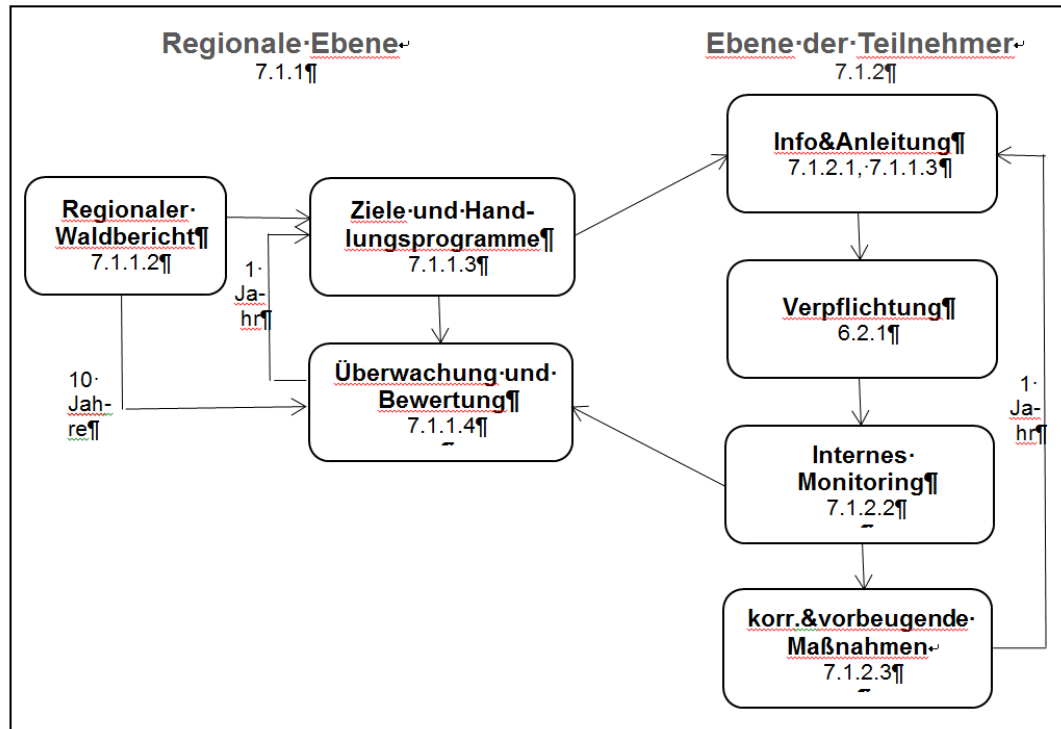 Regionale·Ebene↵
7.1.1¶
Ebene·der·Teilnehmer↵
7.1.2¶
Regionaler·
Waldbericht¶
7.1.1.2¶
Ziele·und·Hand-
lungsprogramme¶
7.1.1.3¶
Überwachung·und·
Bewertung¶
7.1.1.4¶
¶
1·
Ja-
hr¶
10·
Jah-
re¶
Info&Anleitung¶
7.1.2.1,·7.1.1.3¶
Verpflichtung¶
6.2.1¶
Internes·
Monitoring¶
7.1.2.2¶
¶
korr.&vorbeugende·
Maßnahmen↵
7.1.2.3¶
¶
1·
Ja-
hr¶